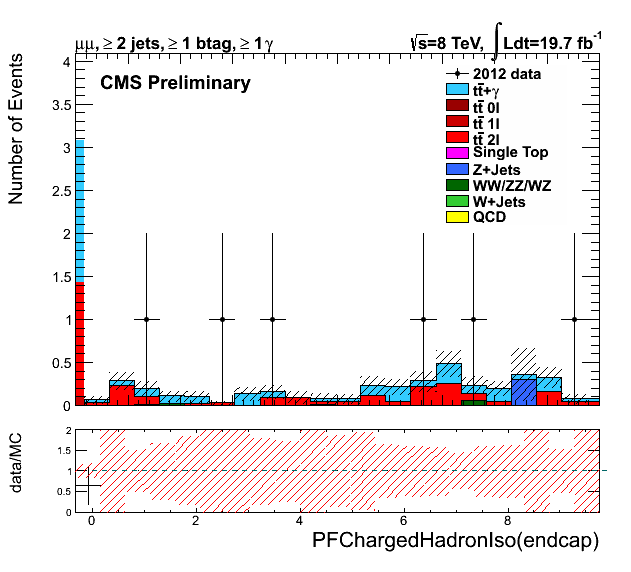 μμ, ≥ 2 jets, ≥ 1 btag, ≥ 1 γ
√s=8 TeV, ∫ Ldt=19.7 fb⁻¹
CMS Preliminary
2012 data
tt̄+γ
tt̄ 0l
tt̄ 1l
tt̄ 2l
Single Top
Z+Jets
WW/ZZ/WZ
W+Jets
QCD
Number of Events
4
3.5
3
2.5
2
1.5
1
0.5
0
data/MC
2
1.5
1
0.5
0
0 2 4 6 8
PFChargedHadronIso(endcap)